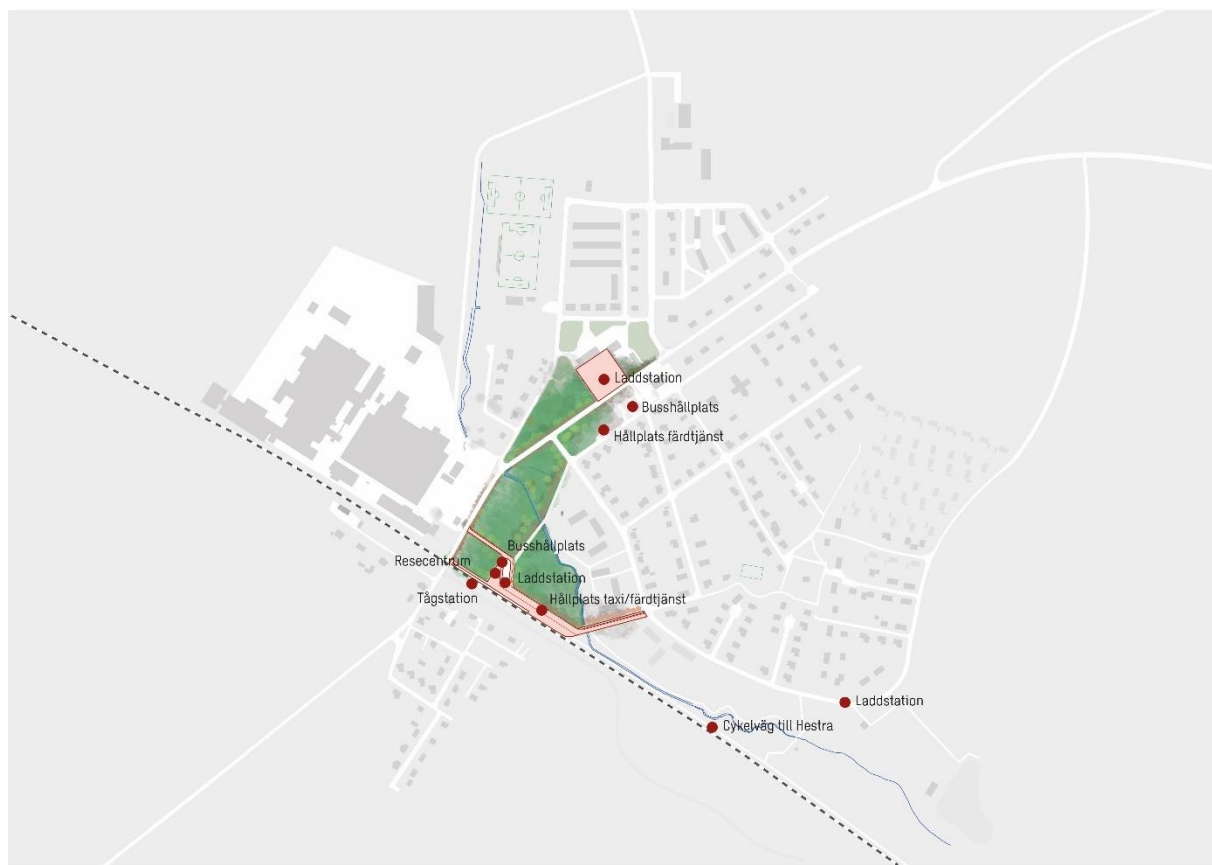 Laddstation
Busshållplats
Hållplats färdtjänst
Busshållplats
Resecentrum
Laddstation
Tågstation
Hållplats taxi/färdtjänst
Laddstation
Cykelväg till Hestra